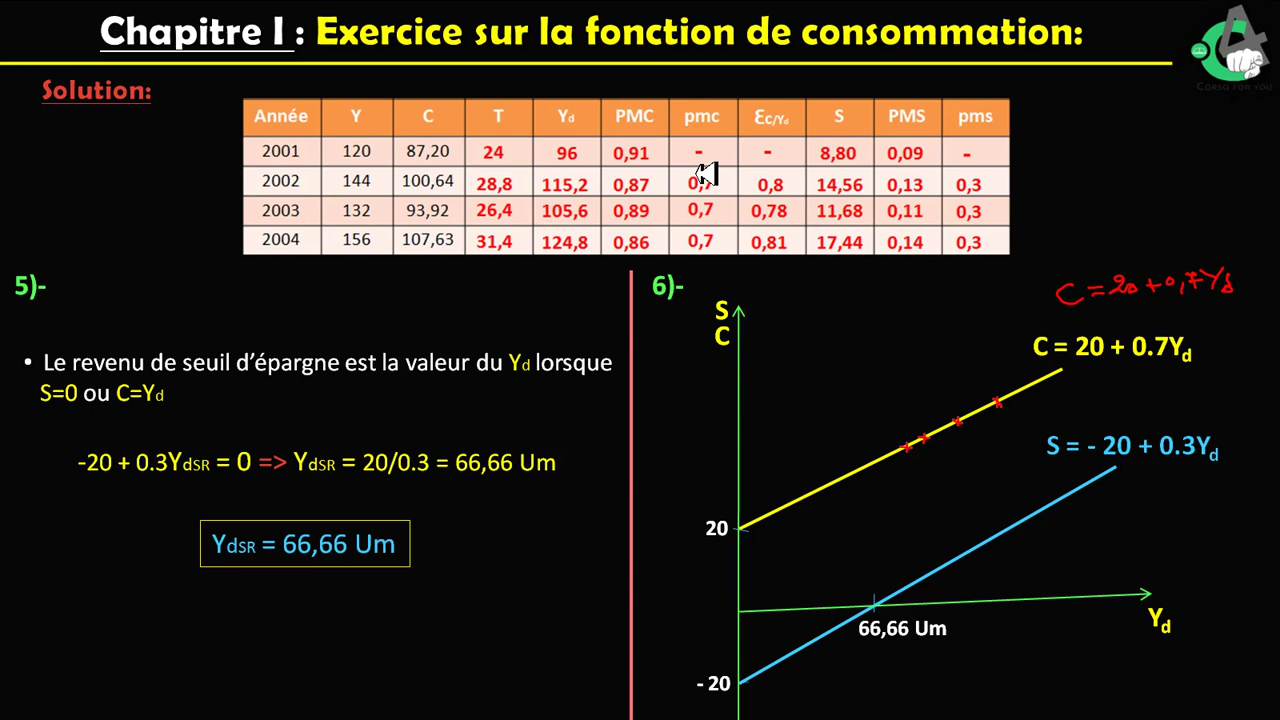 Chapitre I : Exercice sur la fonction de consommation:
CORSO FOR YOU
Solution:
Année Y C T Yd PMC pmc Ɛc/Yd S PMS pms
2001 120 87,20 24 96 0,91 - - 8,80 0,09 -
2002 144 100,64 28,8 115,2 0,87 0,8 14,56 0,13 0,3
2003 132 93,92 26,4 105,6 0,89 0,7 0,78 11,68 0,11 0,3
2004 156 107,63 31,4 124,8 0,86 0,7 0,81 17,44 0,14 0,3
5)-
• Le revenu de seuil d'épargne est la valeur du Yd lorsque
S=0 ou C=Yd
-20 + 0.3YdSR = 0 => YdSR = 20/0.3 = 66,66 Um
YdSR = 66,66 Um
6)-
C = 20 + 0,7Yd
S
C
C = 20 + 0.7Yd
S = - 20 + 0.3Yd
20
66,66 Um
Yd
- 20